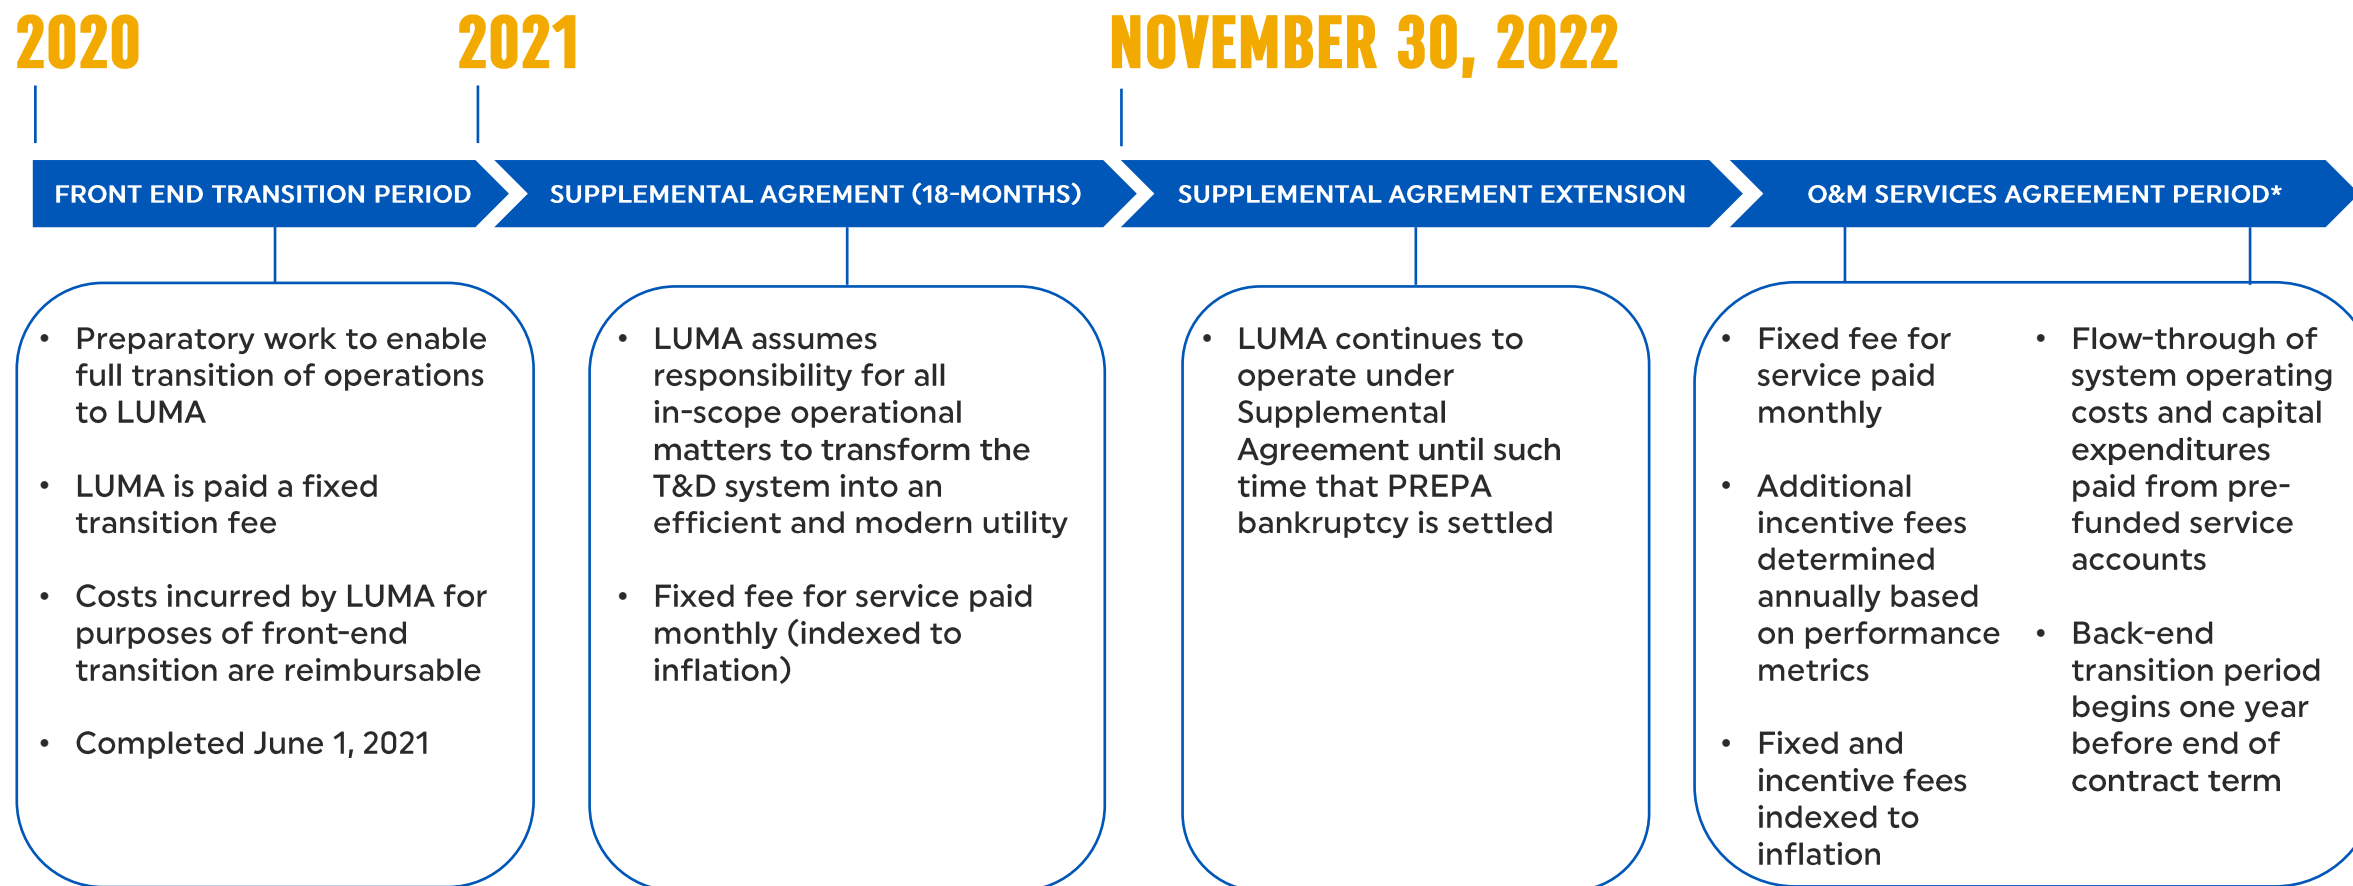 2020
2021
NOVEMBER 30, 2022
FRONT END TRANSITION PERIOD
SUPPLEMENTAL AGREMENT (18-MONTHS)
SUPPLEMENTAL AGREMENT EXTENSION
O&M SERVICES AGREEMENT PERIOD*
• Preparatory work to enable
full transition of operations
to LUMA
• LUMA is paid a fixed
transition fee
• Costs incurred by LUMA for
purposes of front-end
transition are reimbursable
• Completed June 1, 2021
• LUMA assumes
responsibility for all
in-scope operational
matters to transform the
T&D system into an
efficient and modern utility
• Fixed fee for service paid
monthly (indexed to
inflation)
• LUMA continues to
operate under
Supplemental
Agreement until such
time that PREPA
bankruptcy is settled
• Fixed fee for
service paid
monthly
• Additional
incentive fees
determined
annually based
on performance
metrics
• Fixed and
incentive fees
indexed to
inflation
• Flow-through of
system operating
costs and capital
expenditures
paid from pre-
funded service
accounts
• Back-end
transition period
begins one year
before end of
contract term